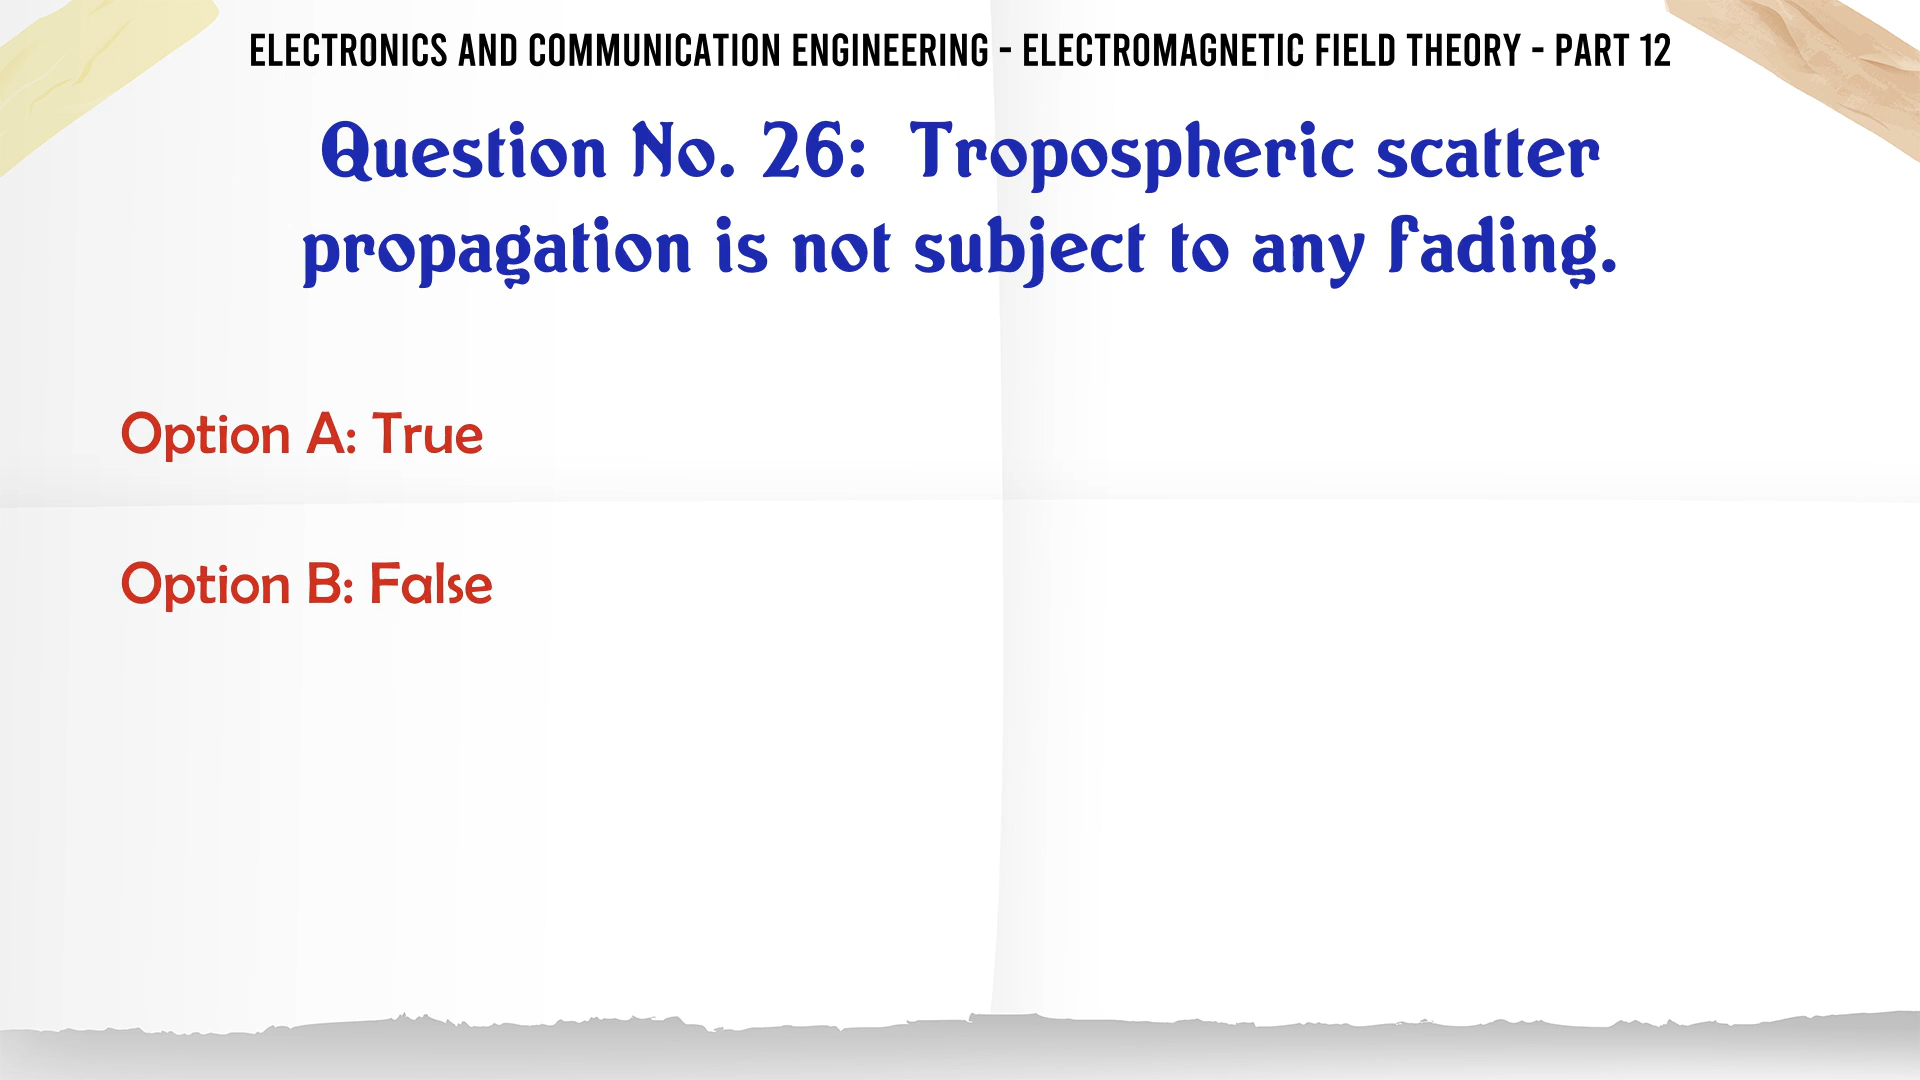 ELECTRONICS AND COMMUNICATION ENGINEERING - ELECTROMAGNETIC FIELD THEORY - PART 12
Question No. 26: Tropospheric scatter
propagation is not subject to any fading.
Option A: True
Option B: False